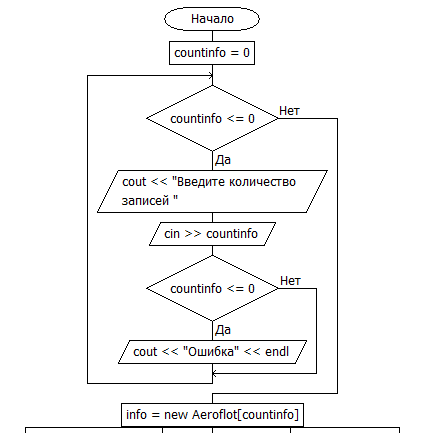 Начало
countinfo = 0
countinfo <= 0
Нет
Да
cout << "Введите количество
записей "
cin >> countinfo
countinfo <= 0
Нет
Да
cout << "Ошибка" << endl
info = new Aeroflot[countinfo]